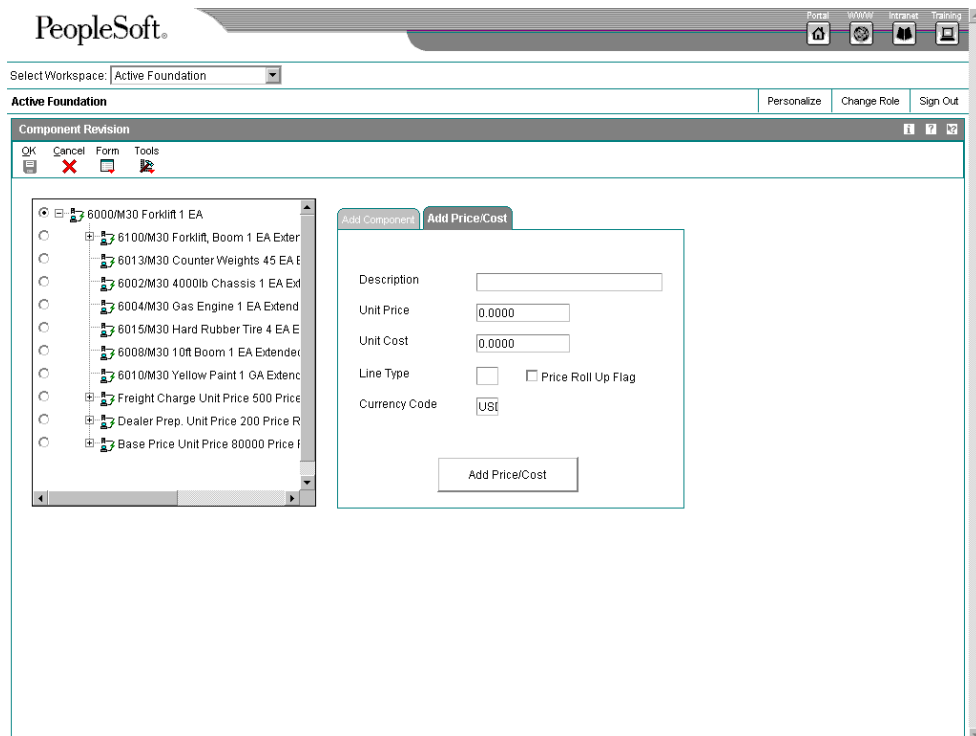 PeopleSoft.
Portal WWW Intranet Training
Select Workspace: Active Foundation
Active Foundation Personalize Change Role Sign Out
Component Revision
OK Cancel Form Tools
6000/M30 Forklift 1 EA
6100/M30 Forklift, Boom 1 EA Exter
6013/M30 Counter Weights 45 EA E
6002/M30 4000lb Chassis 1 EA Ext
6004/M30 Gas Engine 1 EA Extend
6015/M30 Hard Rubber Tire 4 EA E
6008/M30 10ft Boom 1 EA Extended
6010/M30 Yellow Paint 1 GA Extenc
Freight Charge Unit Price 500 Price
Dealer Prep. Unit Price 200 Price R
Base Price Unit Price 80000 Price F
Add Component Add Price/Cost
Description
Unit Price 0.0000
Unit Cost 0.0000
Line Type Price Roll Up Flag
Currency Code USD
Add Price/Cost